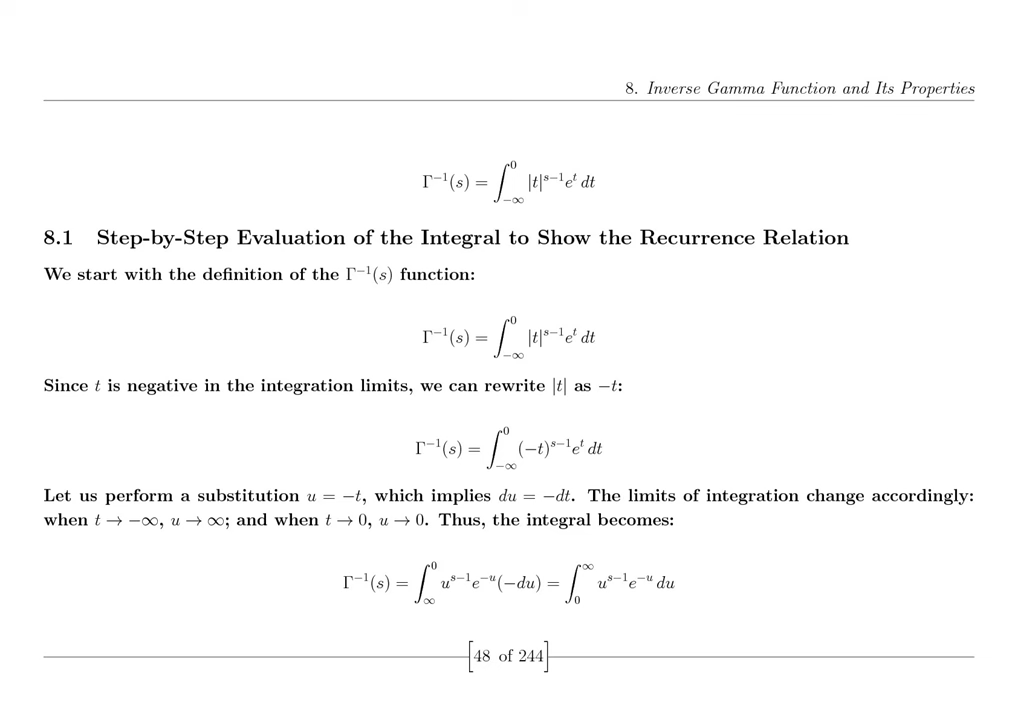 8. Inverse Gamma Function and Its Properties
Γ⁻¹(s) = ∫_{−∞}^{0} |t|^{s−1} e^{t} dt
8.1 Step-by-Step Evaluation of the Integral to Show the Recurrence Relation
We start with the definition of the Γ⁻¹(s) function:
Γ⁻¹(s) = ∫_{−∞}^{0} |t|^{s−1} e^{t} dt
Since t is negative in the integration limits, we can rewrite |t| as −t:
Γ⁻¹(s) = ∫_{−∞}^{0} (−t)^{s−1} e^{t} dt
Let us perform a substitution u = −t, which implies du = −dt. The limits of integration change accordingly:
when t → −∞, u → ∞; and when t → 0, u → 0. Thus, the integral becomes:
Γ⁻¹(s) = ∫_{∞}^{0} u^{s−1} e^{−u} (−du) = ∫_{0}^{∞} u^{s−1} e^{−u} du
[48 of 244]